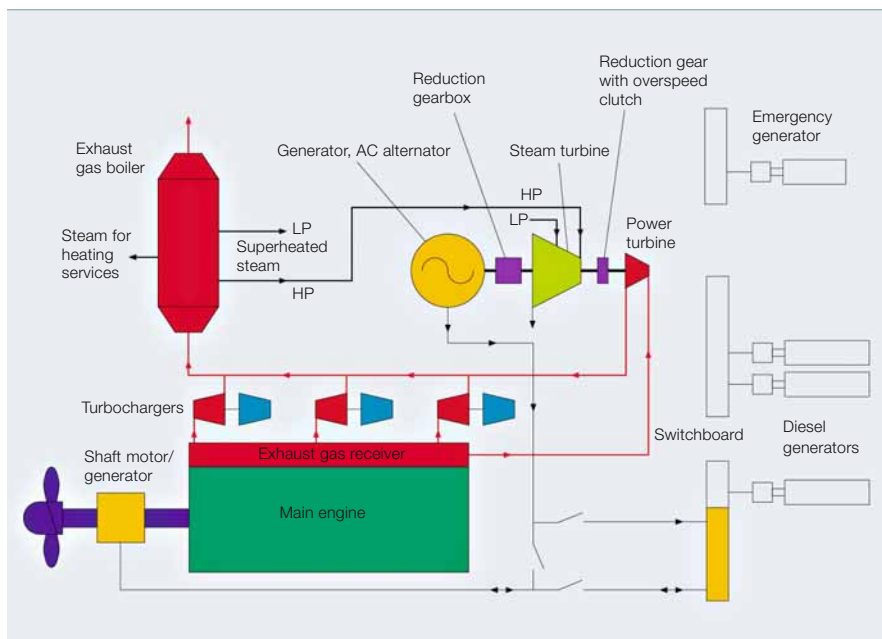 Reduction gear
with overspeed
clutch
Reduction
gearbox
Emergency
generator
Exhaust
gas boiler
Generator, AC alternator
Steam turbine
HP
LP
LP
Power
turbine
Steam for
heating
services
Superheated
steam
HP
Turbochargers
Switchboard
Diesel
generators
Shaft motor/
generator
Exhaust gas receiver
Main engine